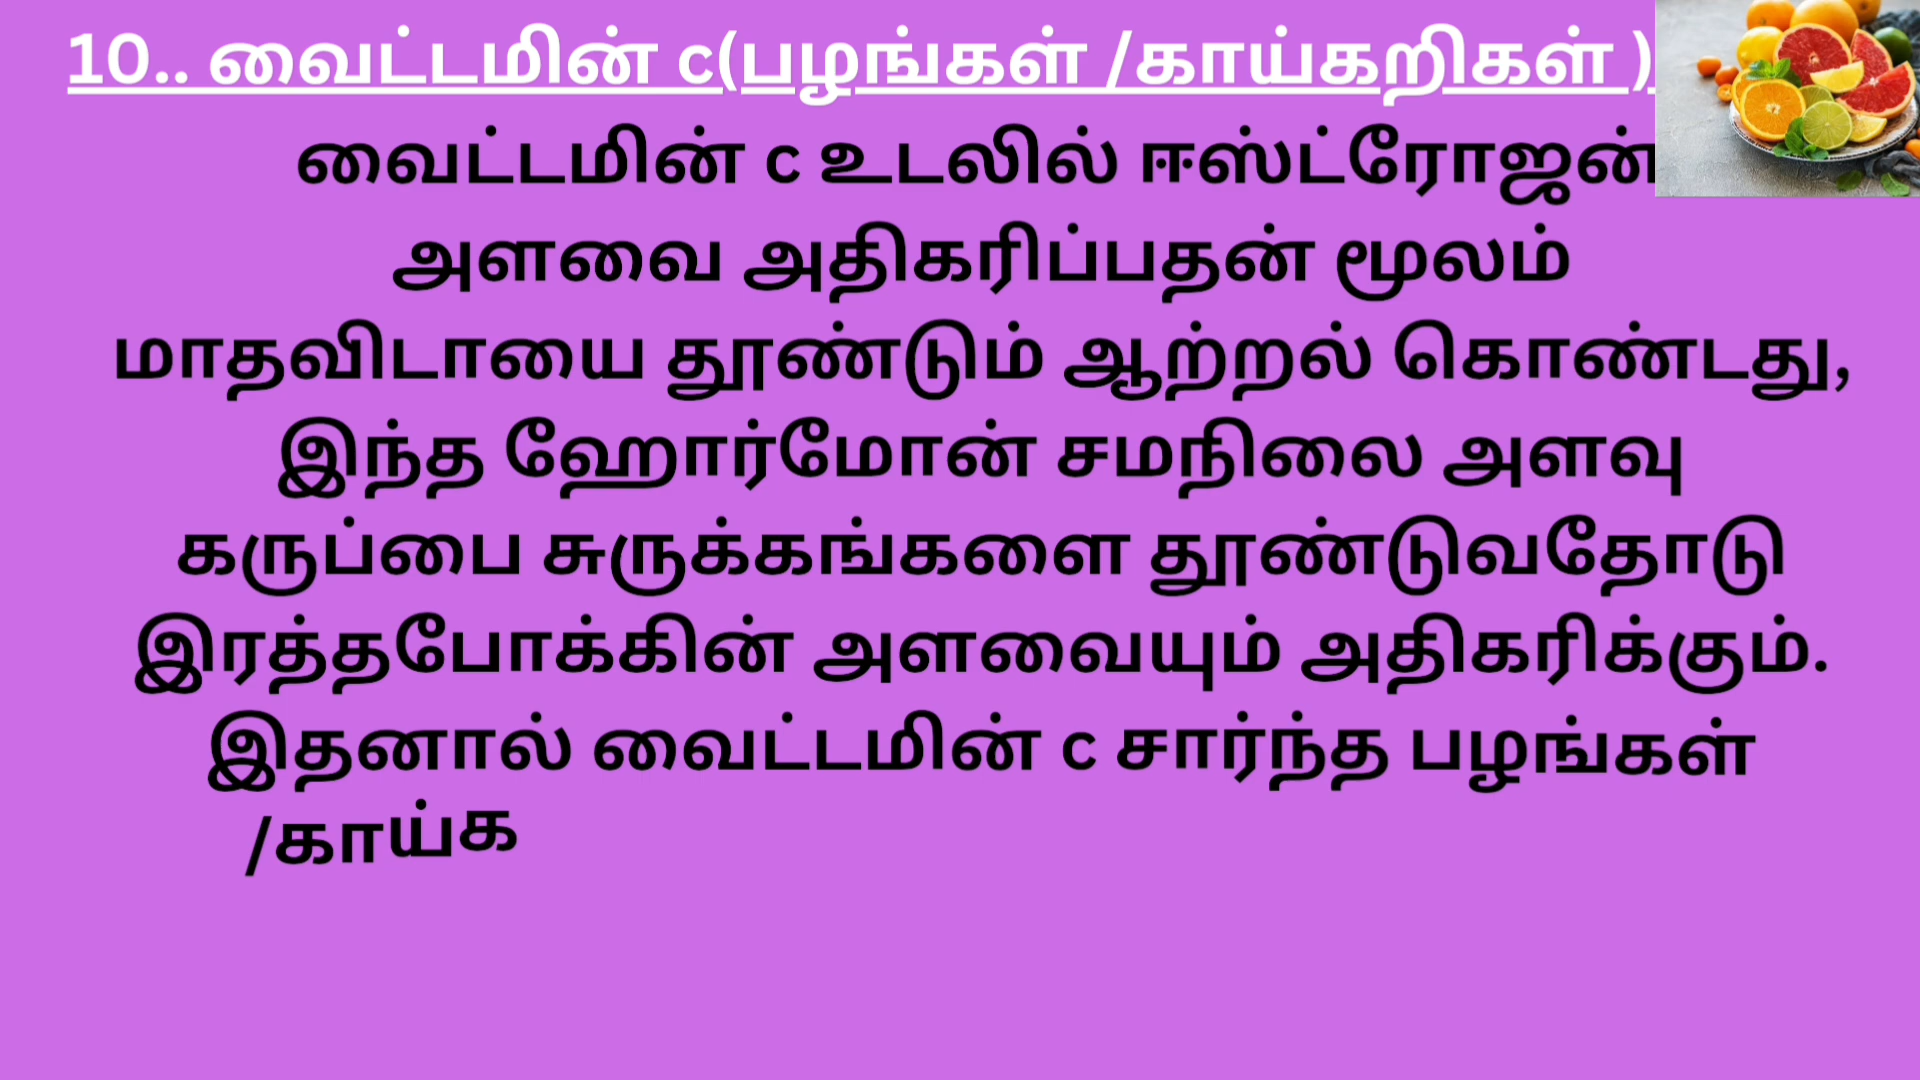 10.. வைட்டமின் c(பழங்கள் /காய்கறிகள் )
வைட்டமின் c உடலில் ஈஸ்ட்ரோஜன்
அளவை அதிகரிப்பதன் மூலம்
மாதவிடாயை தூண்டும் ஆற்றல் கொண்டது,
இந்த ஹோர்மோன் சமநிலை அளவு
கருப்பை சுருக்கங்களை தூண்டுவதோடு
இரத்தபோக்கின் அளவையும் அதிகரிக்கும்.
இதனால் வைட்டமின் c சார்ந்த பழங்கள்
/காய்க